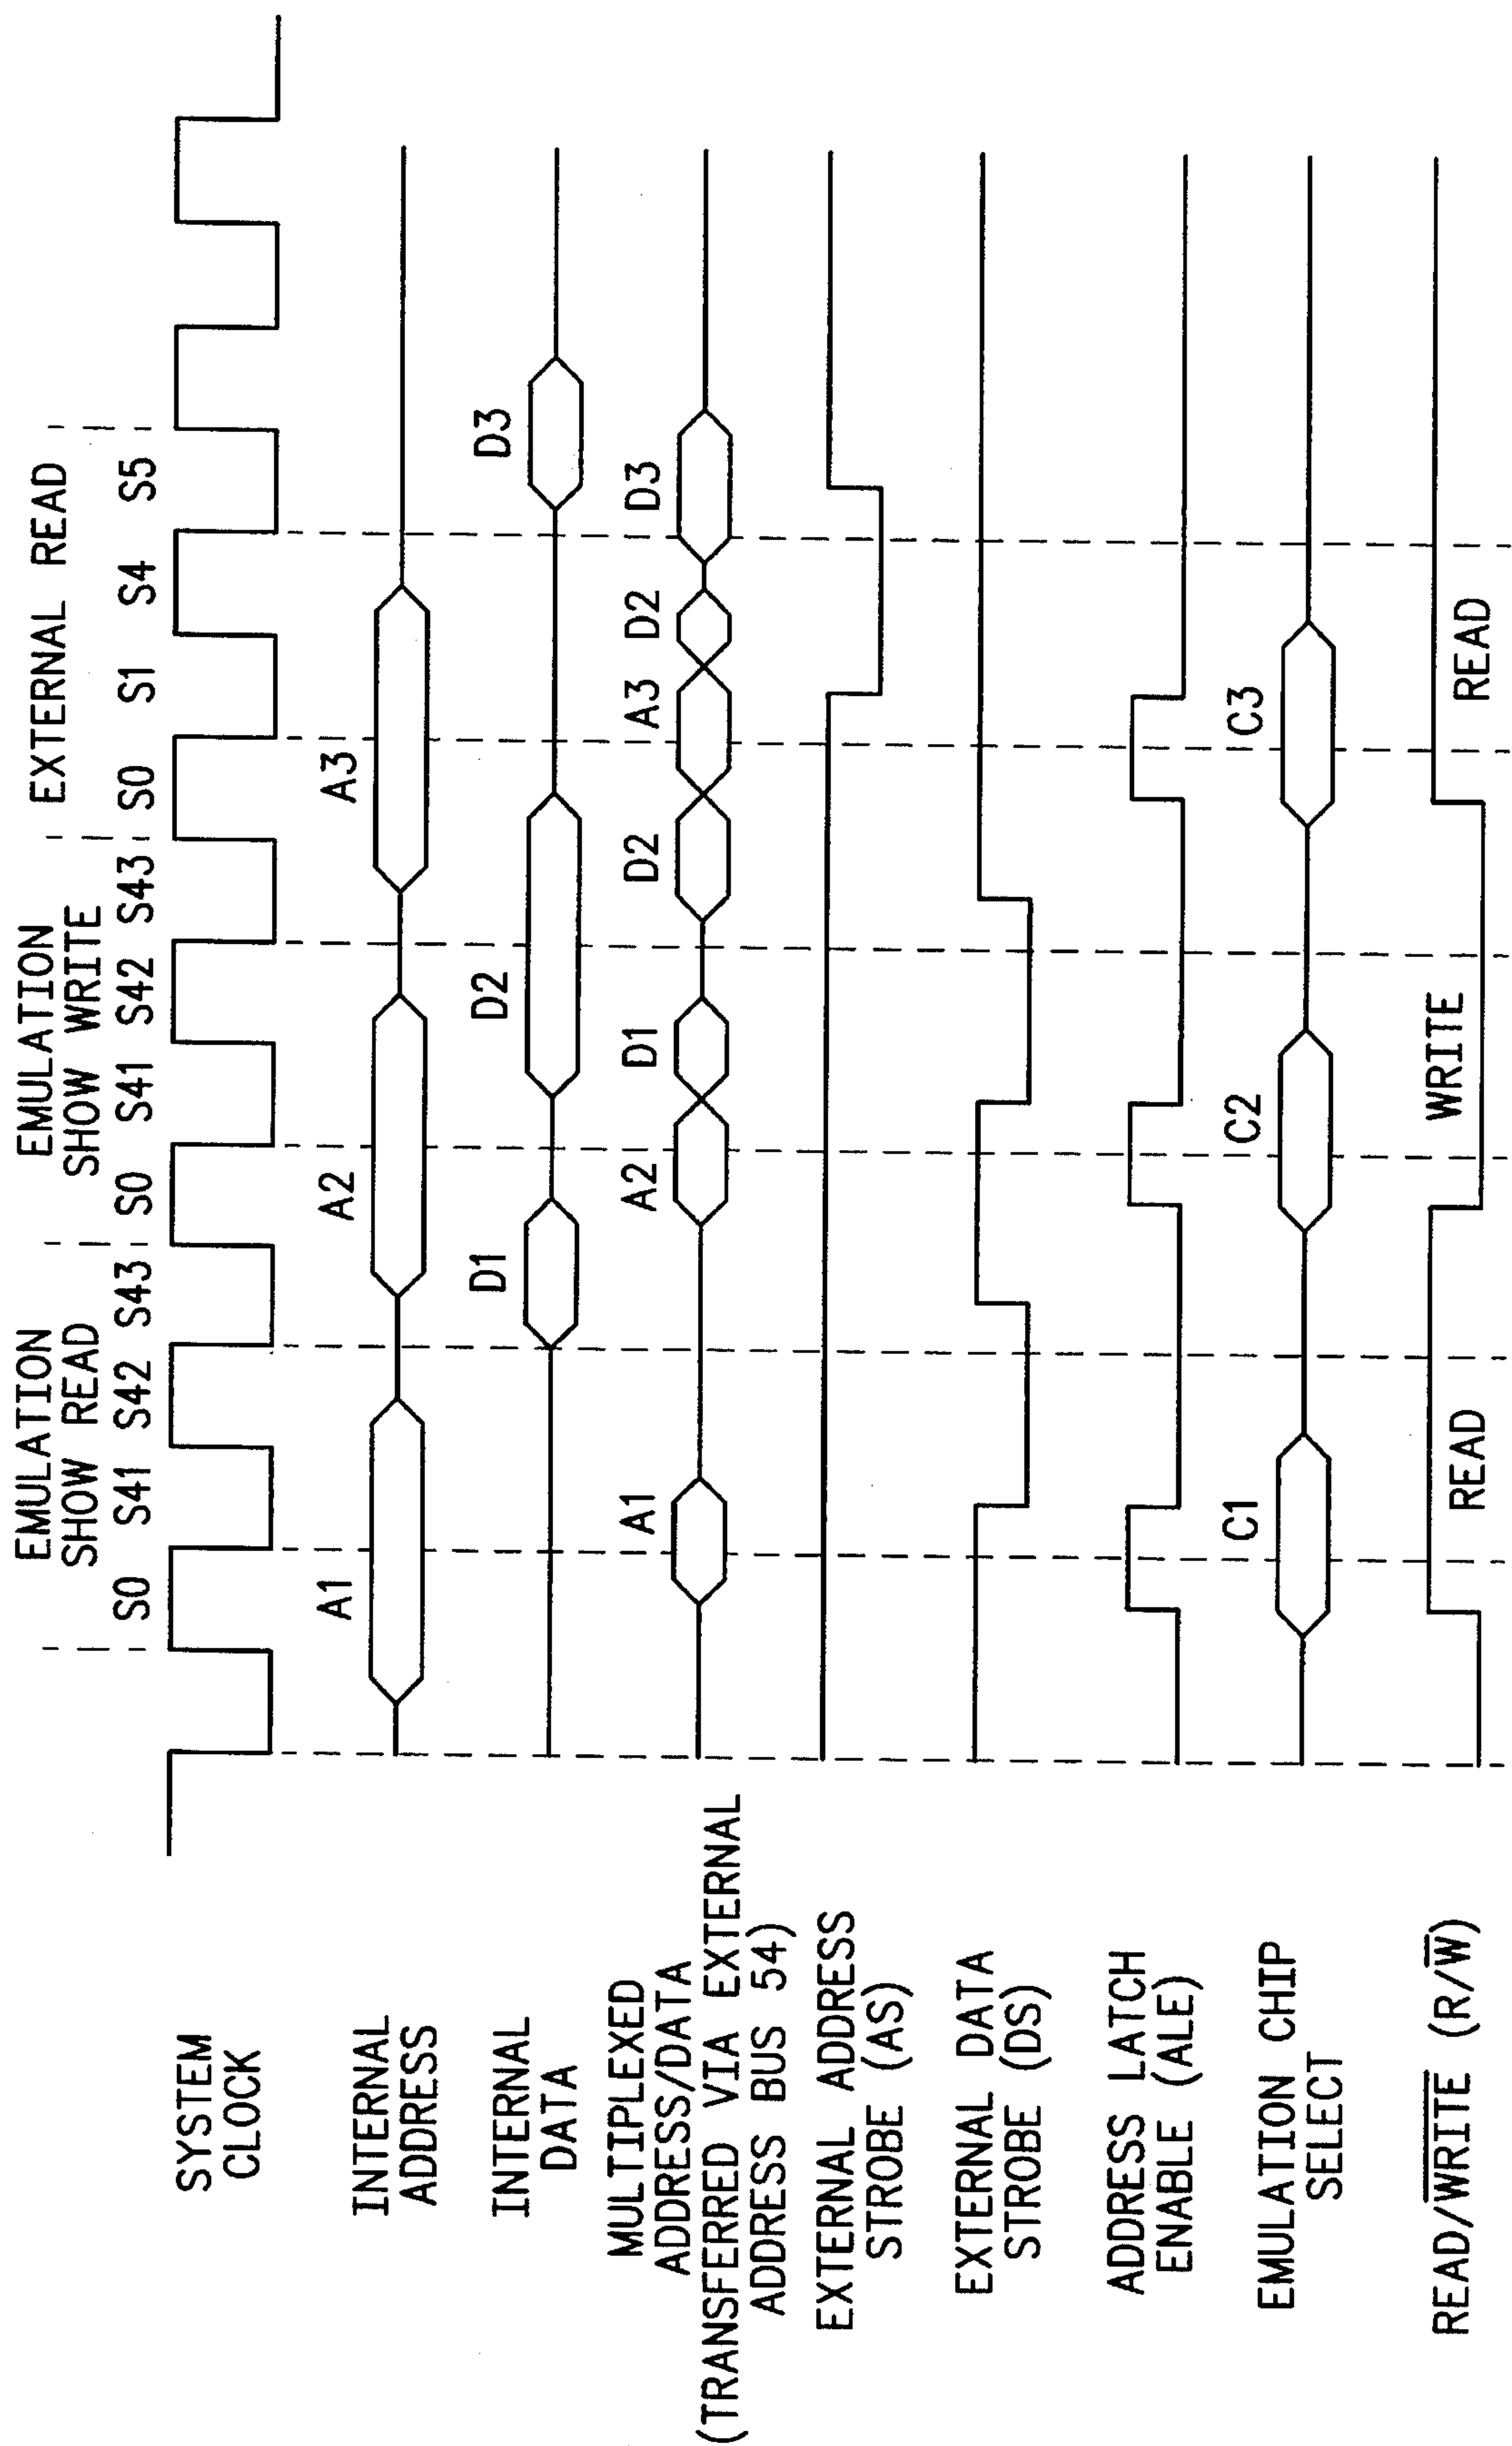 EMULATION
SHOW READ
EMULATION
SHOW WRITE
EXTERNAL READ
S0 S41 S42 S43 S0 S41 S42 S43 S0 S1 S4 S5
SYSTEM
CLOCK
INTERNAL
ADDRESS
A1 A2 A3
INTERNAL
DATA
D1 D2 D3
MULTIPLEXED
ADDRESS/DATA
(TRANSFERRED VIA EXTERNAL
ADDRESS BUS 54)
A1 A2 D1 D2 A3 D2 D3
EXTERNAL ADDRESS
STROBE (AS)
EXTERNAL DATA
STROBE (DS)
ADDRESS LATCH
ENABLE (ALE)
EMULATION CHIP
SELECT
C1 C2 C3
READ/WRITE (R/W)
READ WRITE READ